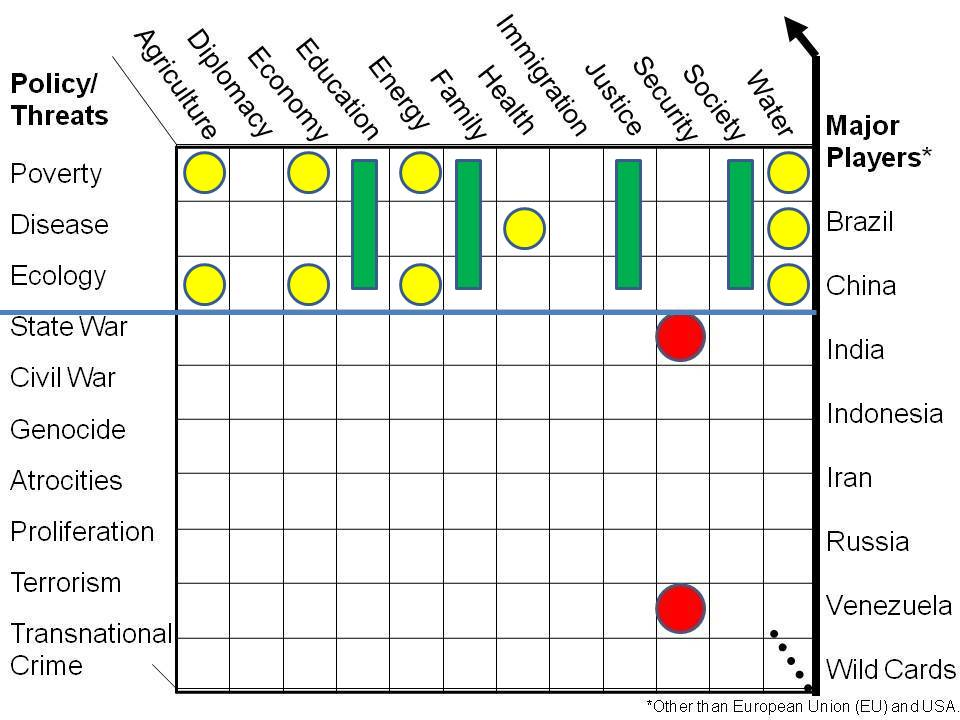 Policy/
Threats
Agriculture
Diplomacy
Economy
Education
Energy
Family
Health
Immigration
Justice
Security
Society
Water
Major
Players*
Poverty
Disease
Ecology
State War
Civil War
Genocide
Atrocities
Proliferation
Terrorism
Transnational
Crime
Brazil
China
India
Indonesia
Iran
Russia
Venezuela
Wild Cards
*Other than European Union (EU) and USA.